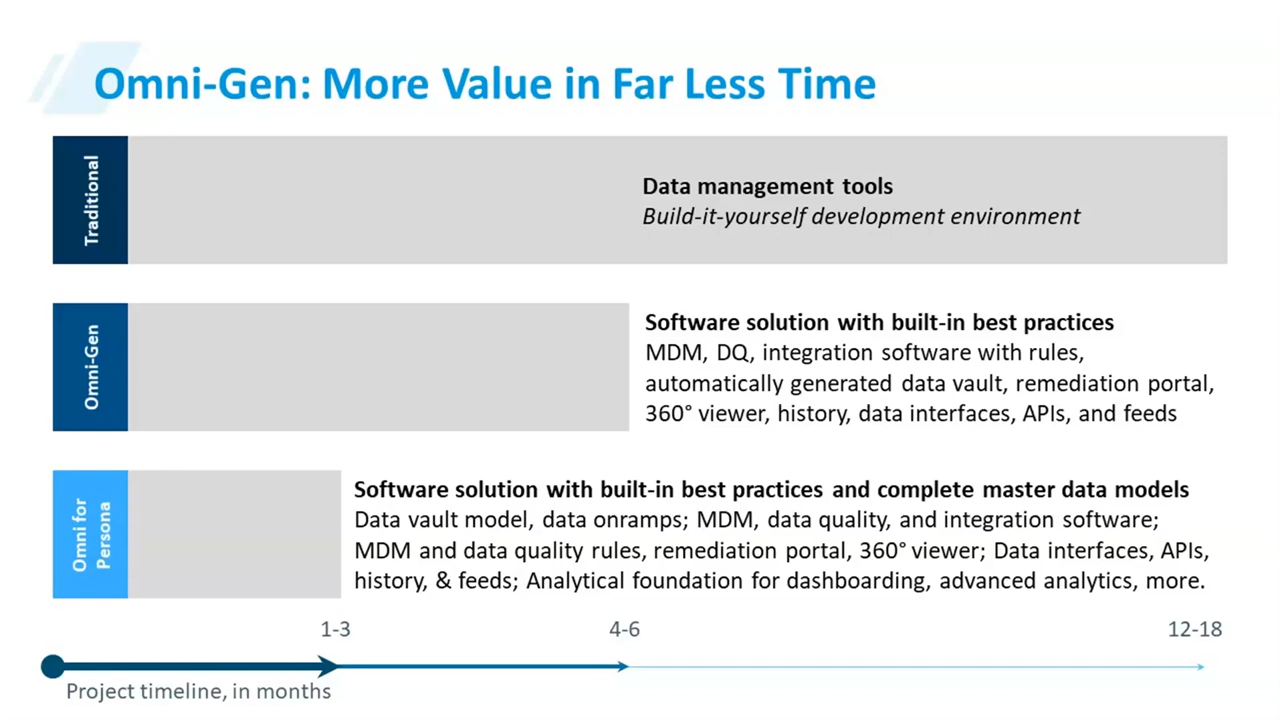 Omni-Gen: More Value in Far Less Time
Traditional
Data management tools
Build-it-yourself development environment
Omni-Gen
Software solution with built-in best practices
MDM, DQ, integration software with rules,
automatically generated data vault, remediation portal,
360° viewer, history, data interfaces, APIs, and feeds
Omni for
Persona
Software solution with built-in best practices and complete master data models
Data vault model, data onramps; MDM, data quality, and integration software;
MDM and data quality rules, remediation portal, 360° viewer; Data interfaces, APIs,
history, & feeds; Analytical foundation for dashboarding, advanced analytics, more.
1-3
4-6
12-18
Project timeline, in months